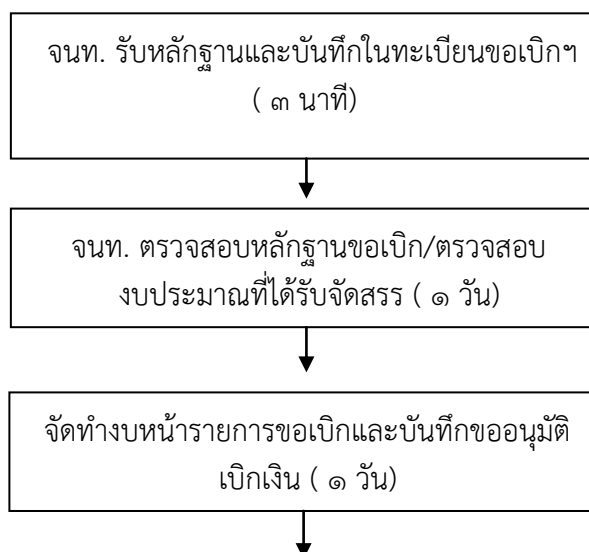 จนท. รับหลักฐานและบันทึกในทะเบียนขอเบิกฯ
( ๓ นาที)
จนท. ตรวจสอบหลักฐานขอเบิก/ตรวจสอบ
งบประมาณที่ได้รับจัดสรร ( ๑ วัน)
จัดทำงบหน้ารายการขอเบิกและบันทึกขออนุมัติ
เบิกเงิน ( ๑ วัน)